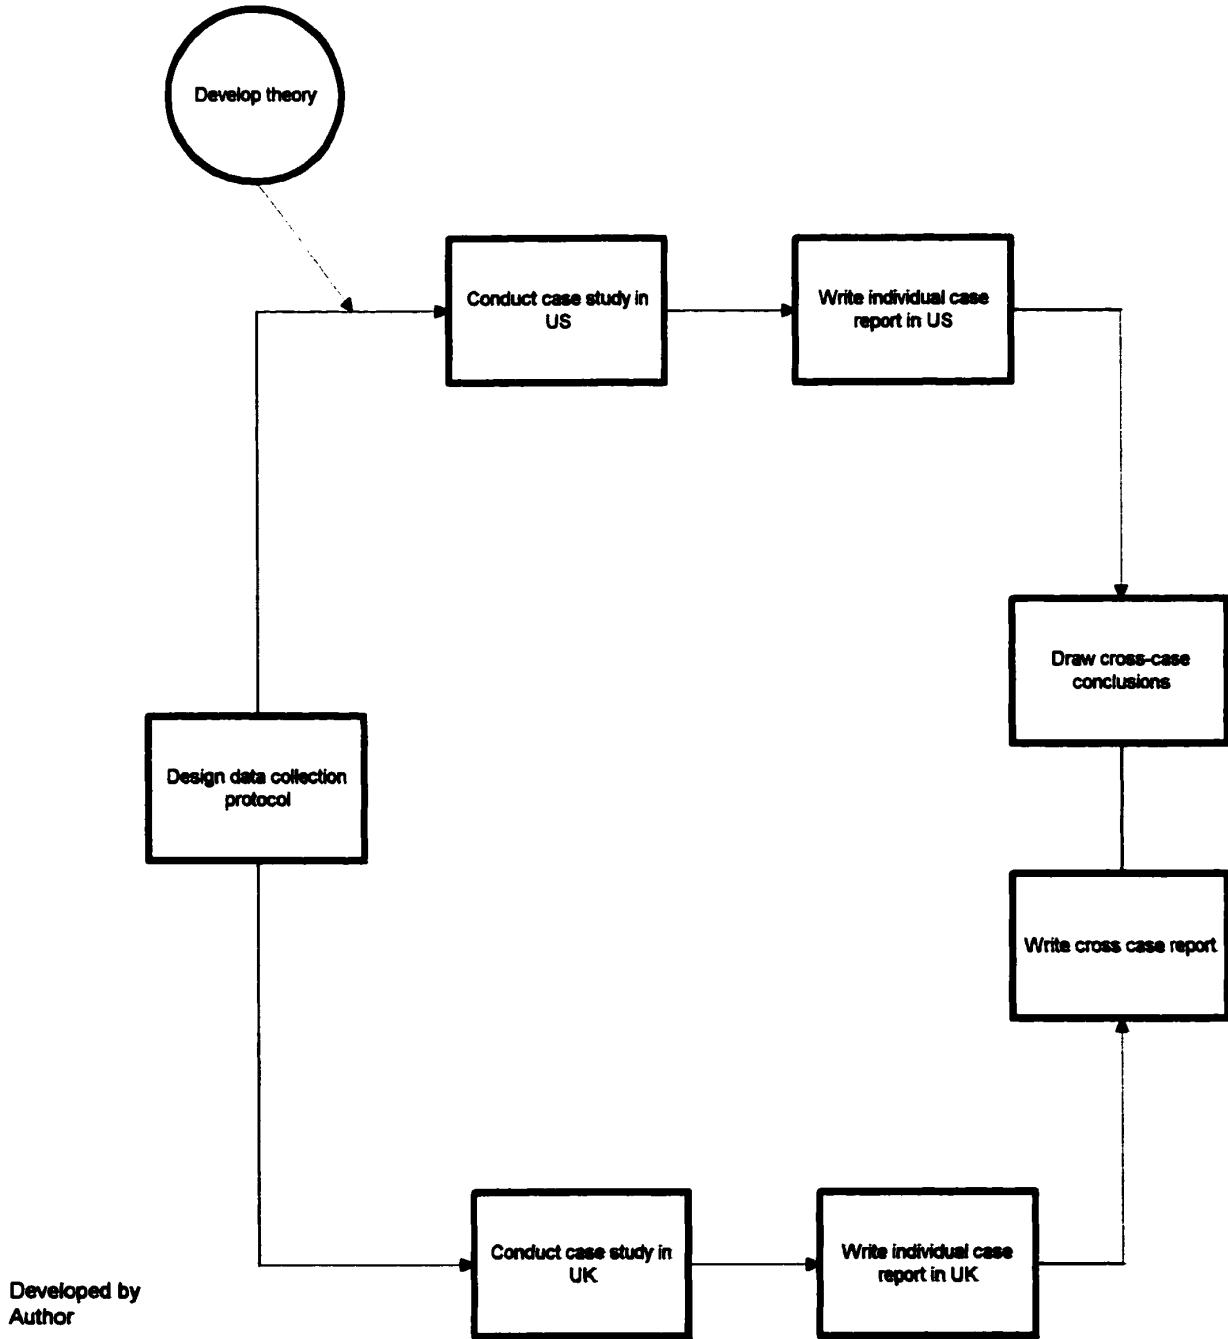 Develop theory
Conduct case study in
US
Write individual case
report in US
Draw cross-case
conclusions
Design data collection
protocol
Write cross case report
Conduct case study in
UK
Write individual case
report in UK
Developed by
Author